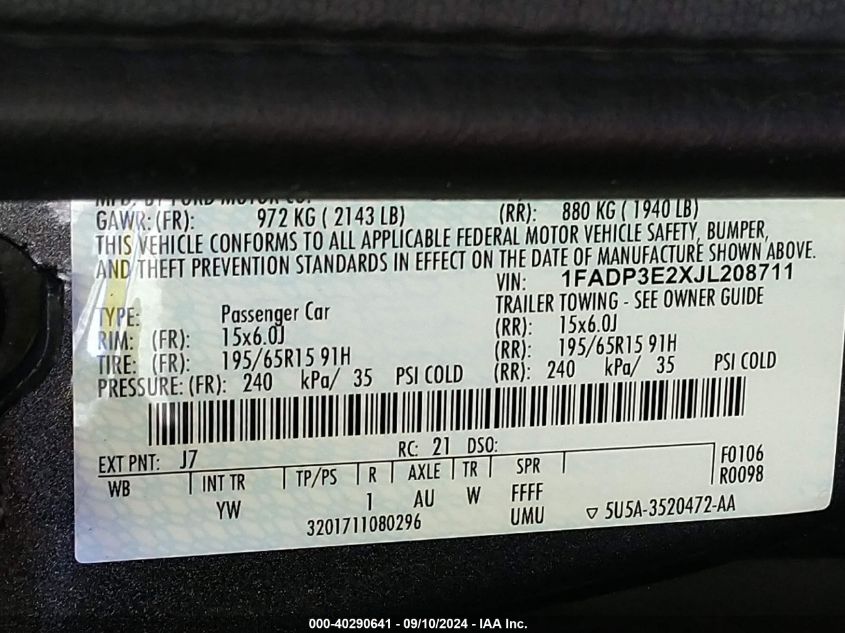 MFD. BY FORD MOTOR CO.
GAWR: (FR): 972 KG ( 2143 LB) (RR): 880 KG ( 1940 LB)
THIS VEHICLE CONFORMS TO ALL APPLICABLE FEDERAL MOTOR VEHICLE SAFETY, BUMPER,
AND THEFT PREVENTION STANDARDS IN EFFECT ON THE DATE OF MANUFACTURE SHOWN ABOVE.
VIN: 1FADP3E2XJL208711
TYPE: Passenger Car TRAILER TOWING - SEE OWNER GUIDE
RIM: (FR): 15x6.0J (RR): 15x6.0J
TIRE: (FR): 195/65R15 91H (RR): 195/65R15 91H
PRESSURE: (FR): 240 kPa/ 35 PSI COLD (RR): 240 kPa/ 35 PSI COLD
EXT PNT: J7 RC: 21 DSO: F0106
WB INT TR TP/PS R AXLE TR SPR R0098
YW 1 AU W FFFF
3201711080296 UMU ▽ 5U5A-3520472-AA
000-40290641 - 09/10/2024 - IAA Inc.